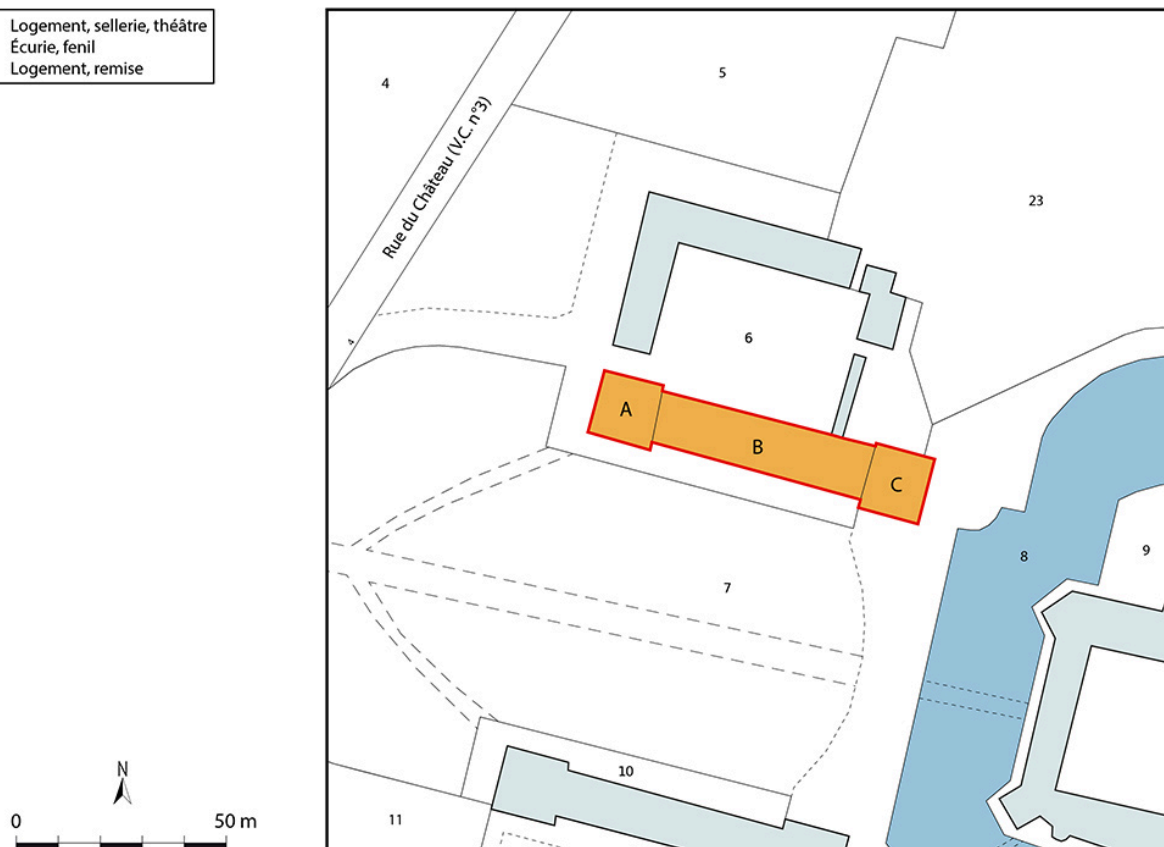 Logement, sellerie, théâtre
Écurie, fenil
Logement, remise
4
5
Rue du Château (V.C. n°3)
23
4
6
A
B
C
8
9
7
10
11
N
0
50 m